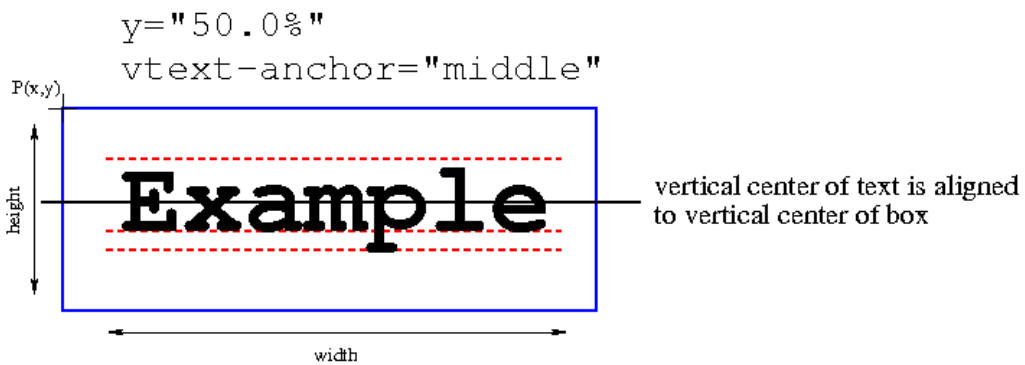 y="50.0%"
vtext-anchor="middle"
P(x,y)
height
Example
vertical center of text is aligned
to vertical center of box
width